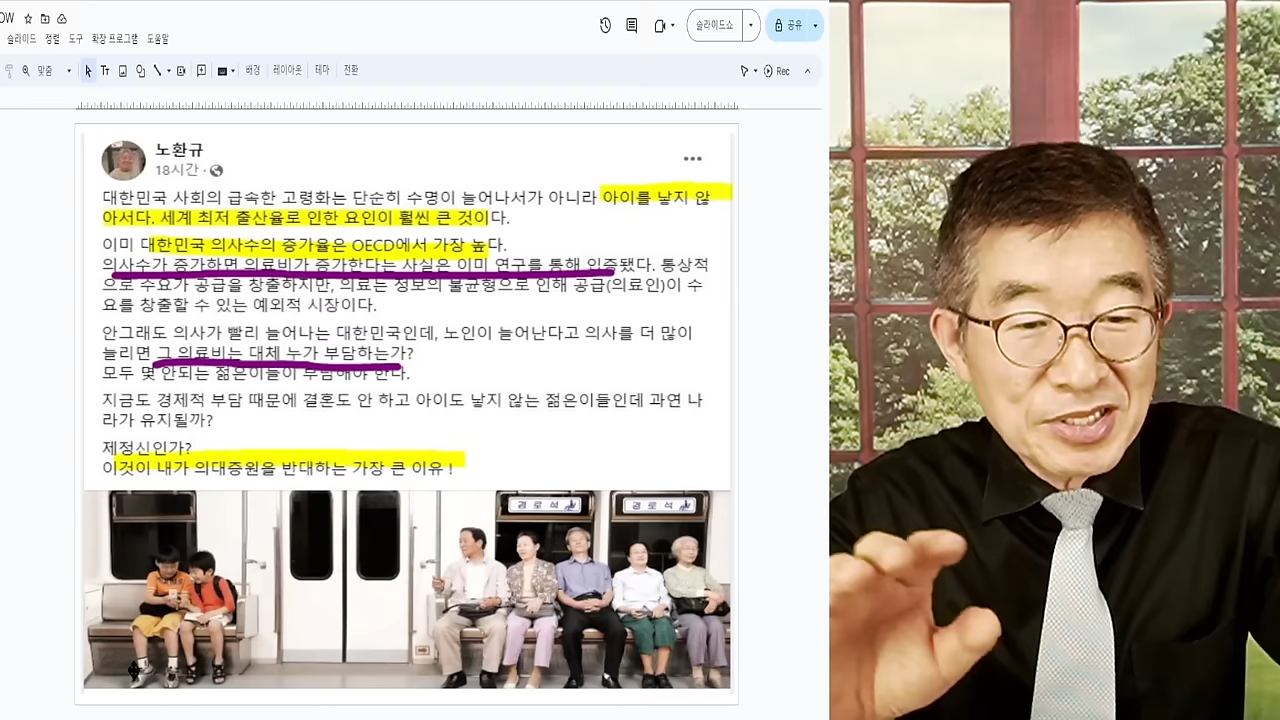 OW
슬라이드 정렬 도구 확장 프로그램 도움말
슬라이드쇼
공유
맞춤
Tт
배경 레이아웃 테마 전환
Rec
노환규
18시간 ·
대한민국 사회의 급속한 고령화는 단순히 수명이 늘어나서가 아니라 아이를 낳지 않
아서다. 세계 최저 출산율로 인한 요인이 훨씬 큰 것이다.
이미 대한민국 의사수의 증가율은 OECD에서 가장 높다.
의사수가 증가하면 의료비가 증가한다는 사실은 이미 연구를 통해 입증됐다. 통상적
으로 수요가 공급을 창출하지만, 의료는 정보의 불균형으로 인해 공급(의료인)이 수
요를 창출할 수 있는 예외적 시장이다.
안그래도 의사가 빨리 늘어나는 대한민국인데, 노인이 늘어난다고 의사를 더 많이
늘리면 그 의료비는 대체 누가 부담하는가?
모두 몇 안되는 젊은이들이 부담해야 한다.
지금도 경제적 부담 때문에 결혼도 안 하고 아이도 낳지 않는 젊은이들인데 과연 나
라가 유지될까?
제정신인가?
이것이 내가 의대증원을 반대하는 가장 큰 이유 !
경로석
경로석